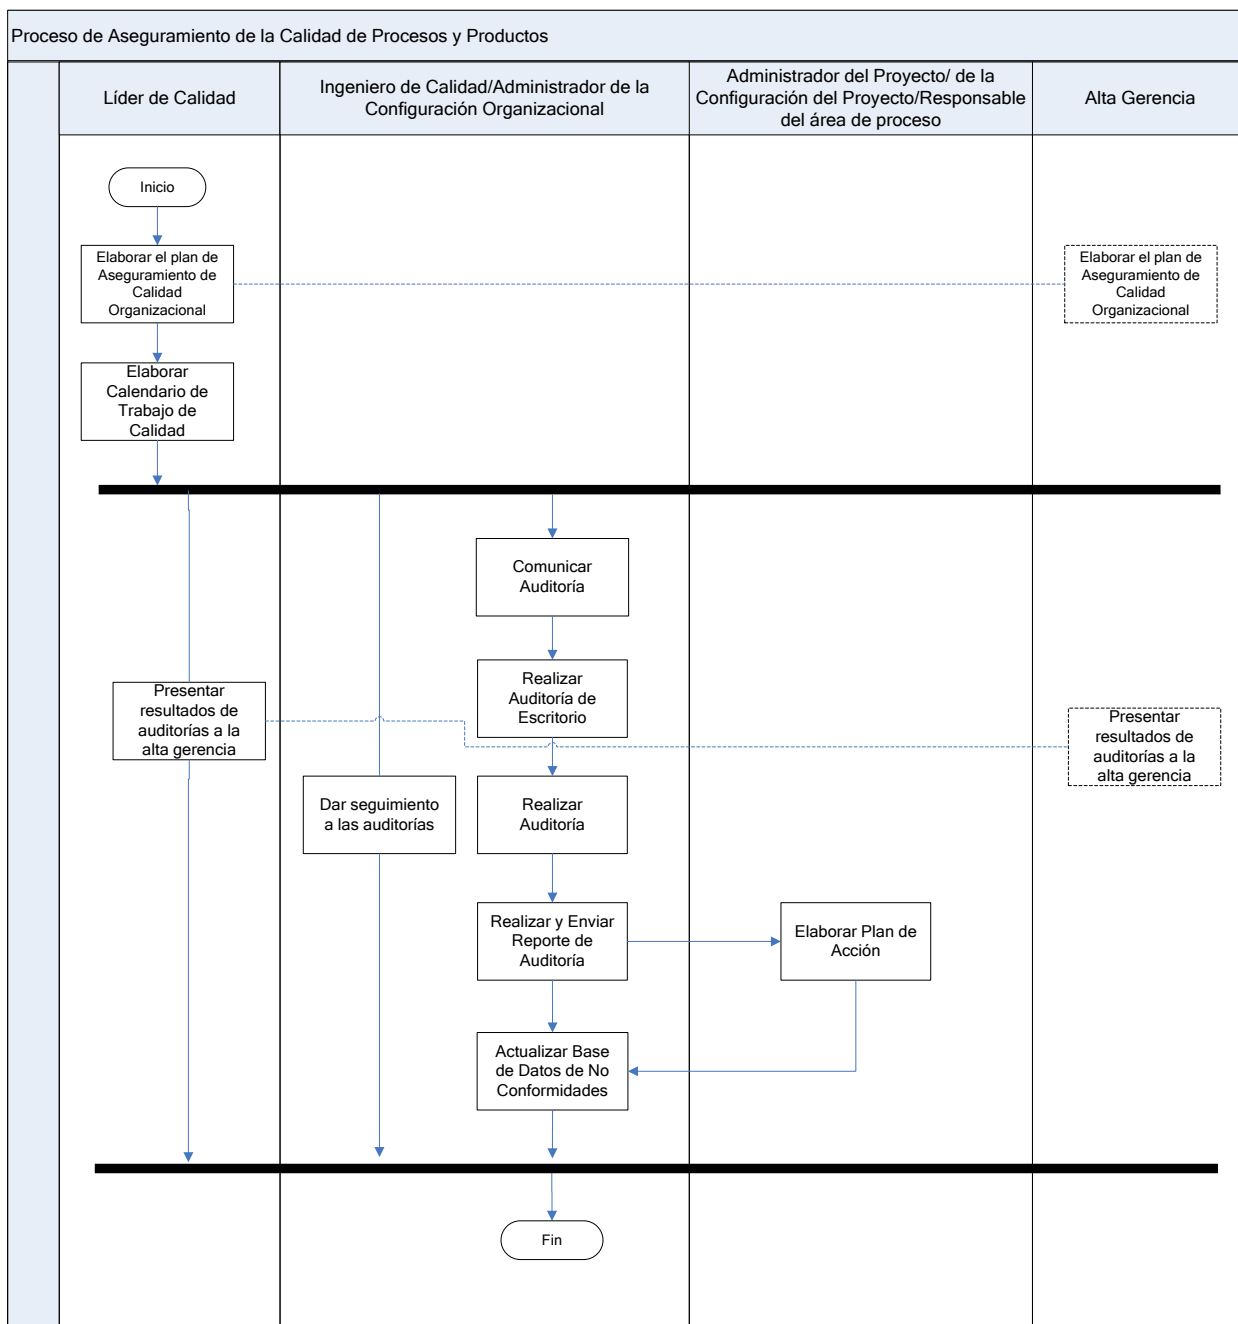 Proceso de Aseguramiento de la Calidad de Procesos y Productos
Líder de Calidad
Ingeniero de Calidad/Administrador de la
Configuración Organizacional
Administrador del Proyecto/ de la
Configuración del Proyecto/Responsable
del área de proceso
Alta Gerencia
Inicio
Elaborar el plan de
Aseguramiento de
Calidad
Organizacional
Elaborar el plan de
Aseguramiento de
Calidad
Organizacional
Elaborar
Calendario de
Trabajo de
Calidad
Comunicar
Auditoría
Realizar
Auditoría de
Escritorio
Presentar
resultados de
auditorías a la
alta gerencia
Presentar
resultados de
auditorías a la
alta gerencia
Dar seguimiento
a las auditorías
Realizar
Auditoría
Realizar y Enviar
Reporte de
Auditoría
Elaborar Plan de
Acción
Actualizar Base
de Datos de No
Conformidades
Fin